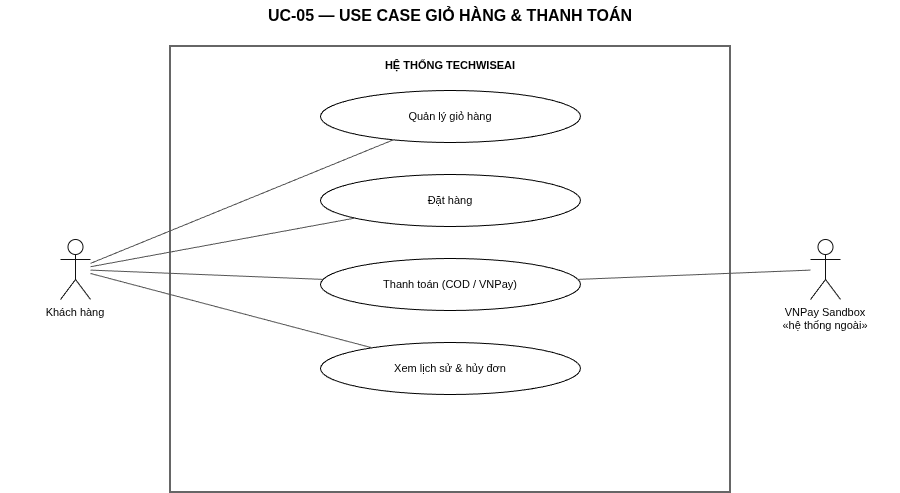 UC-05 — USE CASE GIỎ HÀNG & THANH TOÁN
HỆ THỐNG TECHWISEAI
Quản lý giỏ hàng
Đặt hàng
Thanh toán (COD / VNPay)
Khách hàng
VNPay Sandbox
«hệ thống ngoài»
Xem lịch sử & hủy đơn